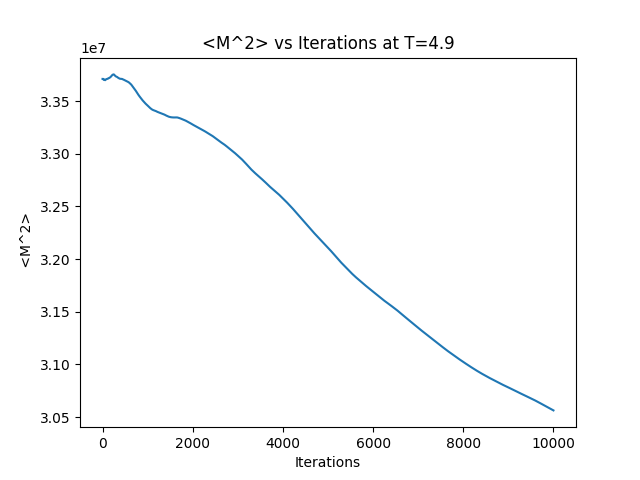 <M^2> vs Iterations at T=4.9
1e7
3.35
3.30
3.25
3.20
3.15
3.10
3.05
<M^2>
0 2000 4000 6000 8000 10000
Iterations